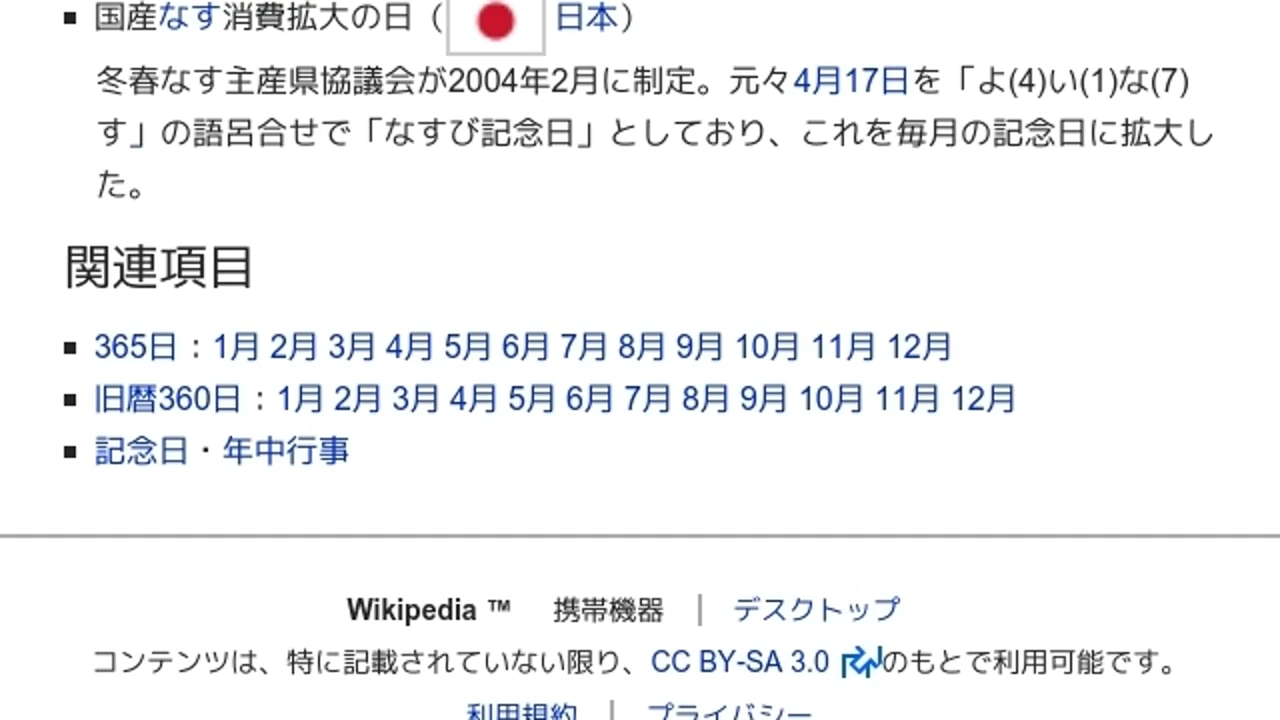 国産なす消費拡大の日（ 日本）
冬春なす主産県協議会が2004年2月に制定。元々4月17日を「よ(4)い(1)な(7)
す」の語呂合せで「なすび記念日」としており、これを毎月の記念日に拡大し
た。
関連項目
365日：1月 2月 3月 4月 5月 6月 7月 8月 9月 10月 11月 12月
旧暦360日：1月 2月 3月 4月 5月 6月 7月 8月 9月 10月 11月 12月
記念日・年中行事
Wikipedia ™ 携帯機器 | デスクトップ
コンテンツは、特に記載されていない限り、CC BY-SA 3.0 のもとで利用可能です。
利用規約 | プライバシー